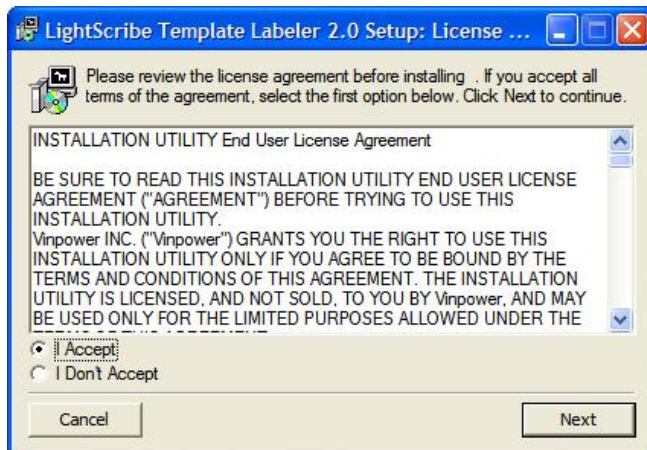 LightScribe Template Labeler 2.0 Setup: License ...
Please review the license agreement before installing . If you accept all
terms of the agreement, select the first option below. Click Next to continue.
INSTALLATION UTILITY End User License Agreement
BE SURE TO READ THIS INSTALLATION UTILITY END USER LICENSE
AGREEMENT ("AGREEMENT") BEFORE TRYING TO USE THIS
INSTALLATION UTILITY.
Vinpower INC. ("Vinpower") GRANTS YOU THE RIGHT TO USE THIS
INSTALLATION UTILITY ONLY IF YOU AGREE TO BE BOUND BY THE
TERMS AND CONDITIONS OF THIS AGREEMENT. THE INSTALLATION
UTILITY IS LICENSED, AND NOT SOLD, TO YOU BY Vinpower, AND MAY
BE USED ONLY FOR THE LIMITED PURPOSES ALLOWED UNDER THE
I Accept
I Don't Accept
Cancel
Next